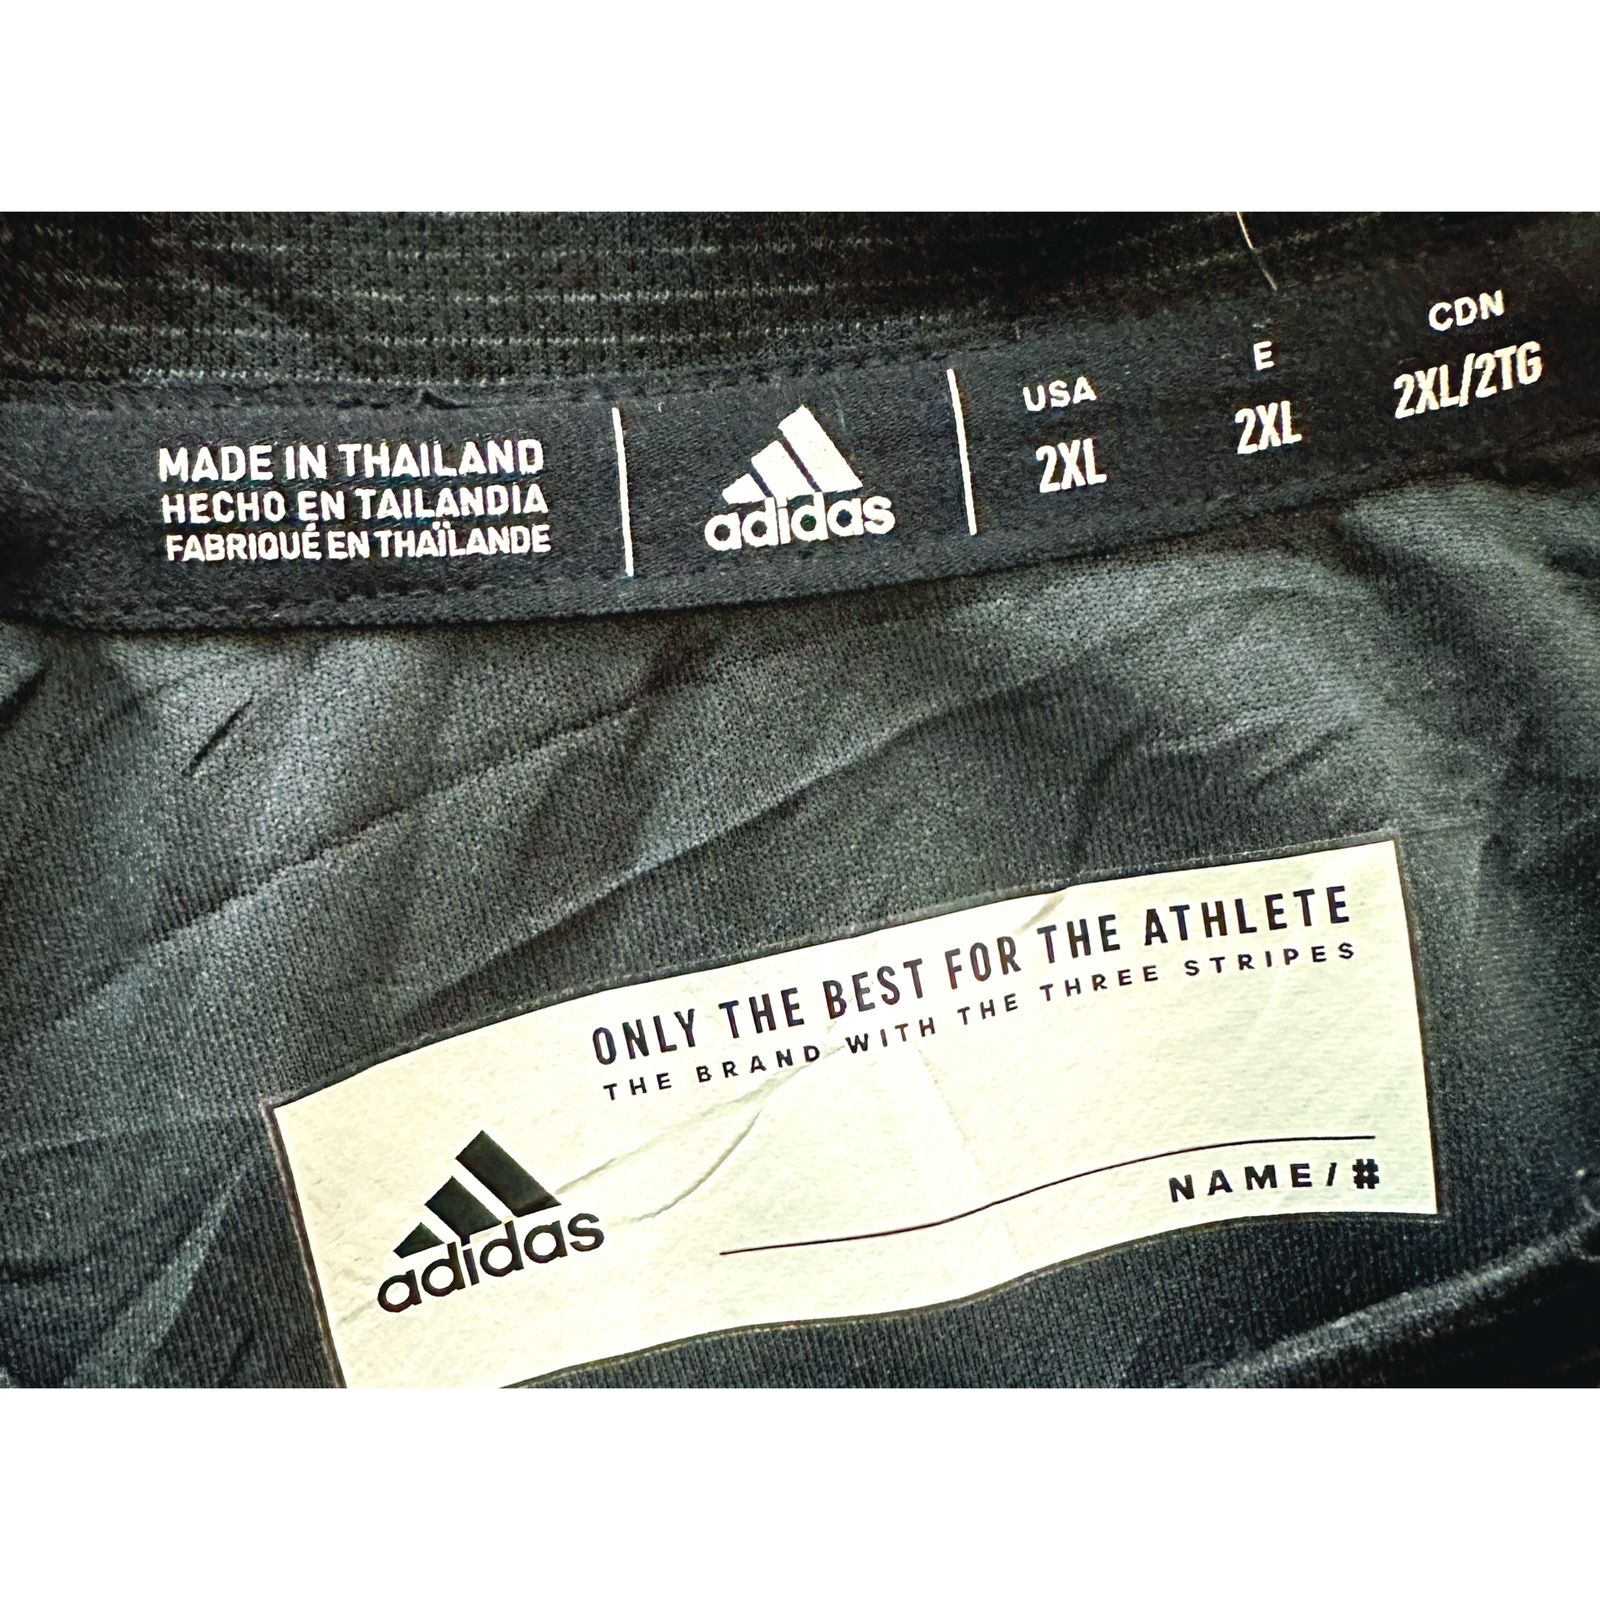 MADE IN THAILAND
HECHO EN TAILANDIA
FABRIQUÉ EN THAÏLANDE
adidas
USA
2XL
E
2XL
CDN
2XL/2TG
ONLY THE BEST FOR THE ATHLETE
THE BRAND WITH THE THREE STRIPES
adidas
NAME/#